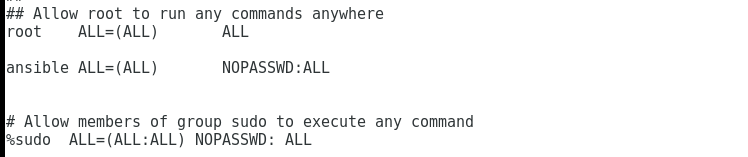 ## Allow root to run any commands anywhere
root    ALL=(ALL)       ALL
ansible ALL=(ALL)       NOPASSWD:ALL
# Allow members of group sudo to execute any command
%sudo  ALL=(ALL:ALL) NOPASSWD: ALL